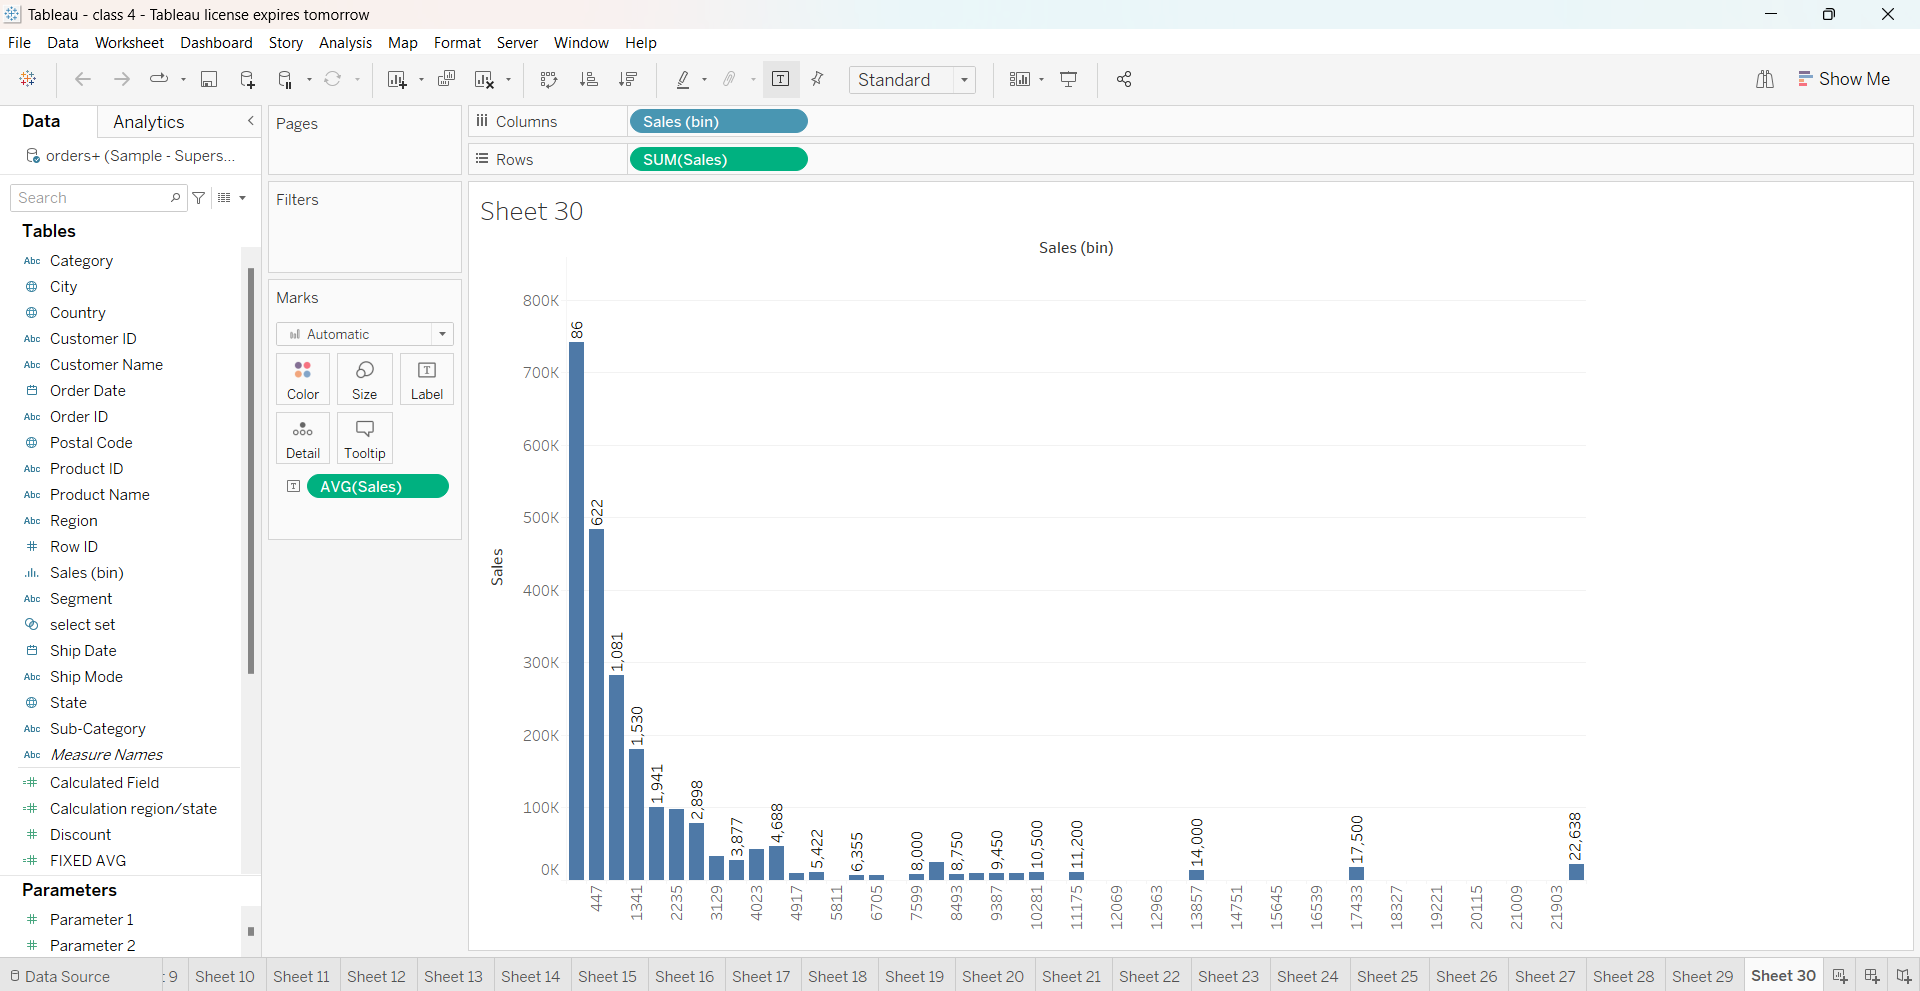 Tableau - class 4 - Tableau license expires tomorrow
File Data Worksheet Dashboard Story Analysis Map Format Server Window Help
Standard
Show Me
Data Analytics
orders+ (Sample - Supers...
Search
Tables
Abc Category
City
Country
Abc Customer ID
Abc Customer Name
Order Date
Abc Order ID
Postal Code
Abc Product ID
Abc Product Name
Abc Region
# Row ID
Sales (bin)
Abc Segment
select set
Ship Date
Abc Ship Mode
State
Abc Sub-Category
Abc Measure Names
=# Calculated Field
=# Calculation region/state
# Discount
=# FIXED AVG
Parameters
# Parameter 1
# Parameter 2
Pages
Filters
Marks
Automatic
Color Size Label
Detail Tooltip
AVG(Sales)
Columns Sales (bin)
Rows SUM(Sales)
Sheet 30
Sales (bin)
Sales
800K
700K
600K
500K
400K
300K
200K
100K
0K
86 622 1,081 1,530 1,941 2,898 3,877 4,688 5,422 6,355 8,000 8,750 9,450 10,500 11,200 14,000 17,500 22,638
447 1341 2235 3129 4023 4917 5811 6705 7599 8493 9387 10281 11175 12069 12963 13857 14751 15645 16539 17433 18327 19221 20115 21009 21903
Data Source : 9 Sheet 10 Sheet 11 Sheet 12 Sheet 13 Sheet 14 Sheet 15 Sheet 16 Sheet 17 Sheet 18 Sheet 19 Sheet 20 Sheet 21 Sheet 22 Sheet 23 Sheet 24 Sheet 25 Sheet 26 Sheet 27 Sheet 28 Sheet 29 Sheet 30